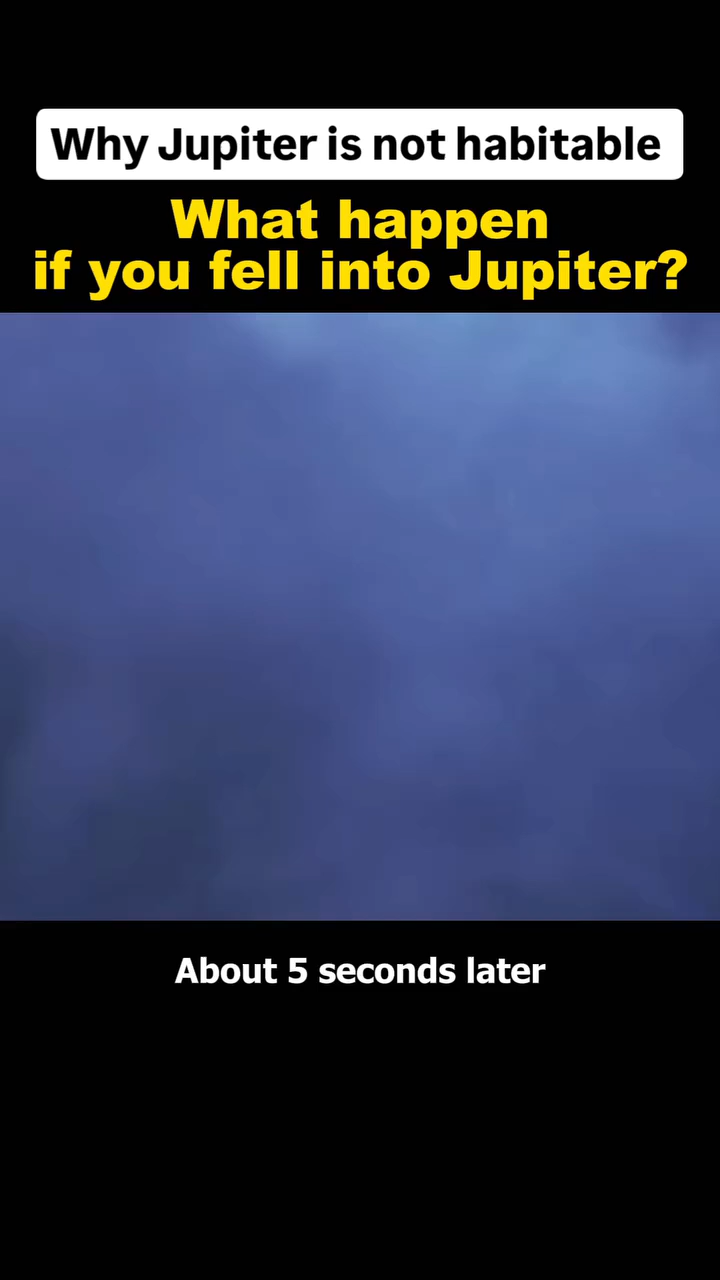 Why Jupiter is not habitable
What happen
if you fell into Jupiter?
About 5 seconds later